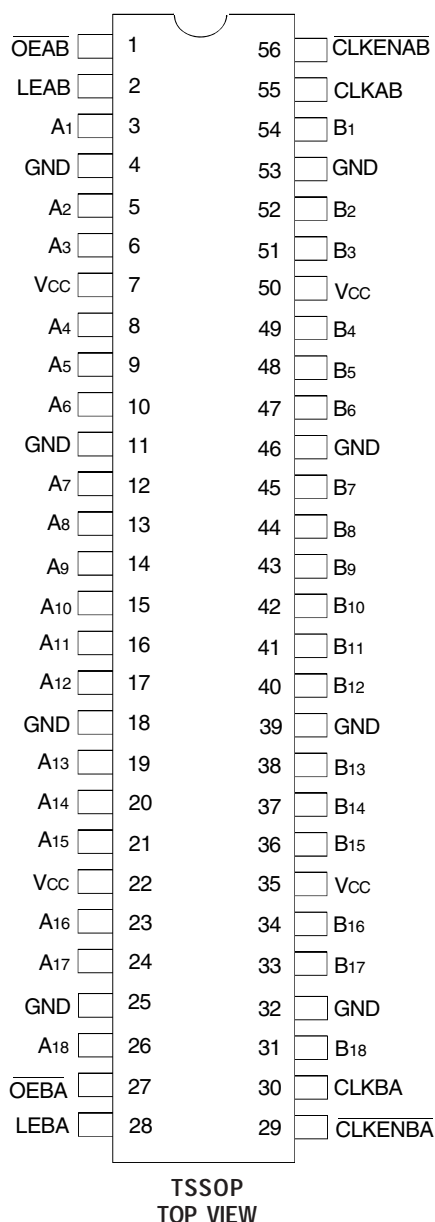 OEAB 1 56 CLKENAB
LEAB 2 55 CLKAB
A1 3 54 B1
GND 4 53 GND
A2 5 52 B2
A3 6 51 B3
VCC 7 50 VCC
A4 8 49 B4
A5 9 48 B5
A6 10 47 B6
GND 11 46 GND
A7 12 45 B7
A8 13 44 B8
A9 14 43 B9
A10 15 42 B10
A11 16 41 B11
A12 17 40 B12
GND 18 39 GND
A13 19 38 B13
A14 20 37 B14
A15 21 36 B15
VCC 22 35 VCC
A16 23 34 B16
A17 24 33 B17
GND 25 32 GND
A18 26 31 B18
OEBA 27 30 CLKBA
LEBA 28 29 CLKENBA
TSSOP
TOP VIEW